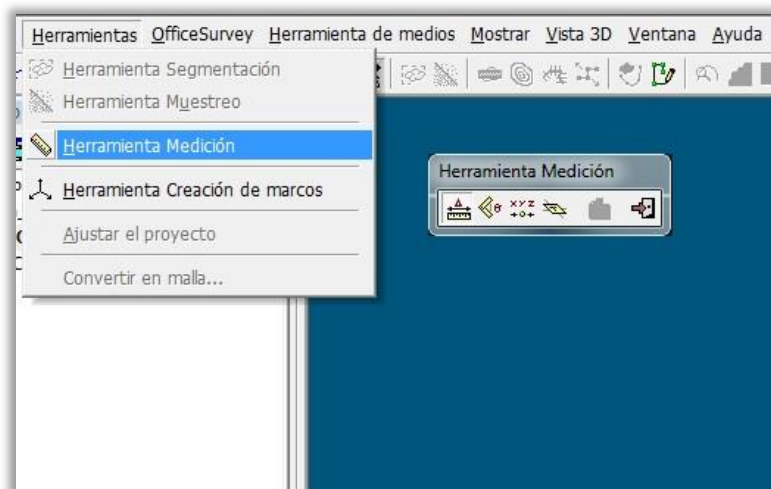 Herramientas OfficeSurvey Herramienta de medios Mostrar Vista 3D Ventana Ayuda
Herramienta Segmentación
Herramienta Muestreo
Herramienta Medición
Herramienta Creación de marcos
Ajustar el proyecto
Convertir en malla...
Herramienta Medición